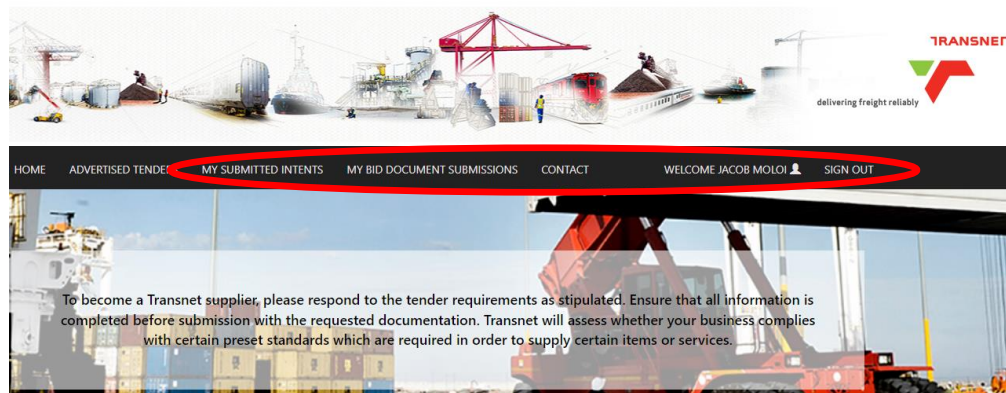 TRANSNET
delivering freight reliably
HOME ADVERTISED TENDE MY SUBMITTED INTENTS MY BID DOCUMENT SUBMISSIONS CONTACT WELCOME JACOB MOLOI SIGN OUT
To become a Transnet supplier, please respond to the tender requirements as stipulated. Ensure that all information is
completed before submission with the requested documentation. Transnet will assess whether your business complies
with certain preset standards which are required in order to supply certain items or services.